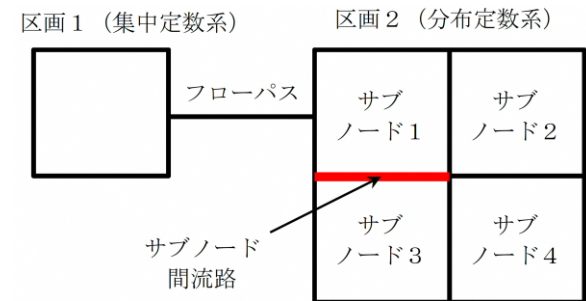 区画１（集中定数系）
区画２（分布定数系）
フローパス
サブ
ノード１
サブ
ノード２
サブ
ノード３
サブ
ノード４
サブノード
間流路